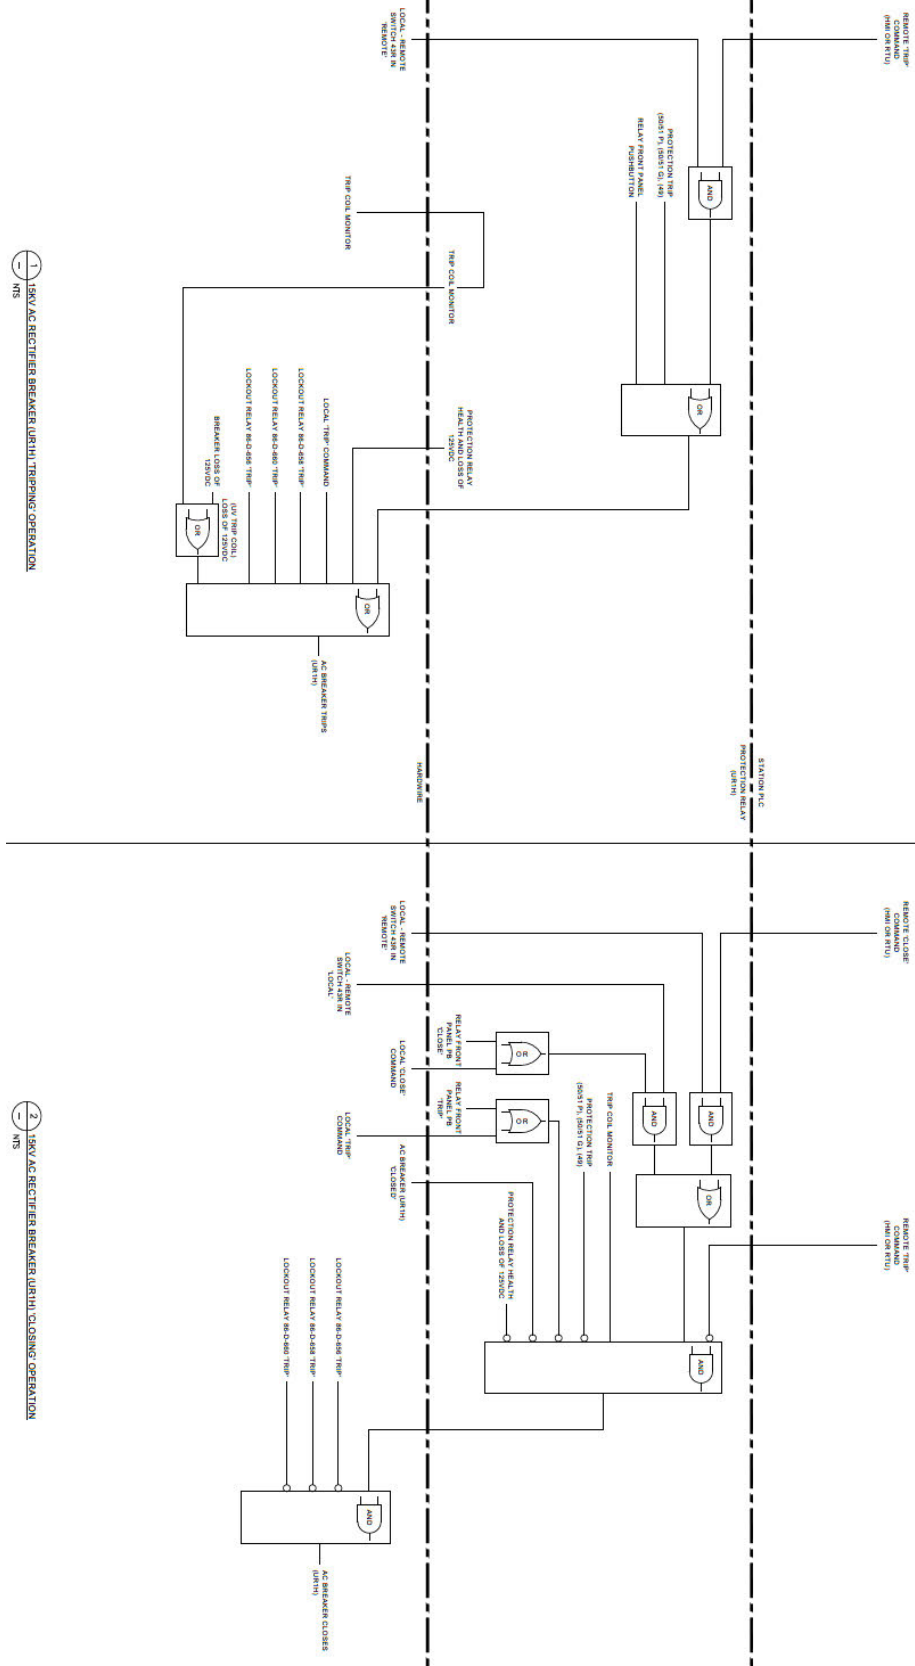 REMOTE 'TRIP'
COMMAND
(HMI OR RTU)
LOCAL - REMOTE
SWITCH 43R IN
'REMOTE'
AND
PROTECTION TRIP
(50/51 P), (50/51 G), (49)
RELAY FRONT PANEL
PUSHBUTTON
OR
TRIP COIL MONITOR
TRIP COIL MONITOR
PROTECTION RELAY
HEALTH AND LOSS OF
125VDC
LOCAL 'TRIP' COMMAND
LOCKOUT RELAY 86-D-658 'TRIP'
LOCKOUT RELAY 86-D-660 'TRIP'
LOCKOUT RELAY 86-D-656 'TRIP'
(UV TRIP COIL)
LOSS OF 125VDC
BREAKER LOSS OF
125VDC
OR
OR
AC BREAKER TRIPS
(UR1H)
STATION PLC
PROTECTION RELAY
(UR1H)
HARDWIRE
1
-
15KV AC RECTIFIER BREAKER (UR1H) 'TRIPPING' OPERATION
NTS
REMOTE 'CLOSE'
COMMAND
(HMI OR RTU)
LOCAL - REMOTE
SWITCH 43R IN
'REMOTE'
LOCAL - REMOTE
SWITCH 43R IN
'LOCAL'
RELAY FRONT
PANEL PB
'CLOSE'
OR
LOCAL 'CLOSE'
COMMAND
RELAY FRONT
PANEL PB
'TRIP'
OR
LOCAL 'TRIP'
COMMAND
AND
AND
OR
TRIP COIL MONITOR
PROTECTION TRIP
(50/51 P), (50/51 G), (49)
AC BREAKER (UR1H)
'CLOSED'
PROTECTION RELAY HEALTH
AND LOSS OF 125VDC
REMOTE 'TRIP'
COMMAND
(HMI OR RTU)
AND
LOCKOUT RELAY 86-D-656 'TRIP'
LOCKOUT RELAY 86-D-658 'TRIP'
LOCKOUT RELAY 86-D-660 'TRIP'
AND
AC BREAKER CLOSES
(UR1H)
2
-
15KV AC RECTIFIER BREAKER (UR1H) 'CLOSING' OPERATION
NTS